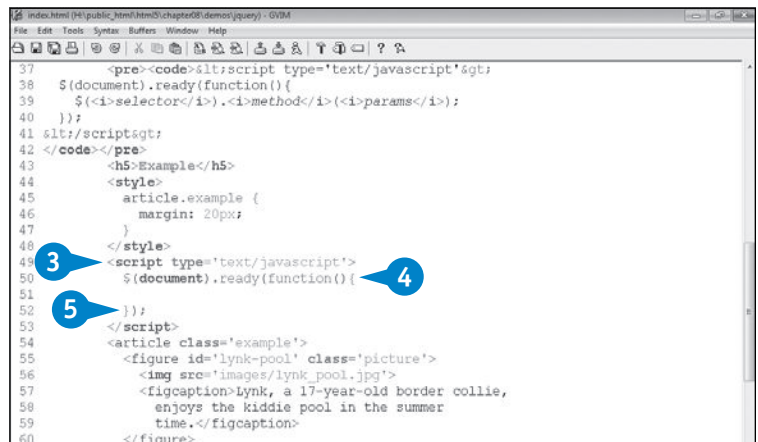 index.html (H:\public_html\html5\chapter08\demos\jquery) - GVIM
File Edit Tools Syntax Buffers Window Help
37 <pre><code>&lt;script type='text/javascript'&gt;
38 $(document).ready(function(){
39 $(<i>selector</i>).<i>method</i>(<i>params</i>);
40 });
41 &lt;/script&gt;
42 </code></pre>
43 <h5>Example</h5>
44 <style>
45 article.example {
46 margin: 20px;
47 }
48 </style>
49 3 <script type='text/javascript'>
50 $(document).ready(function(){ 4
51
52 5 });
53 </script>
54 <article class='example'>
55 <figure id='lynk-pool' class='picture'>
56 <img src='images/lynk_pool.jpg'>
57 <figcaption>Lynk, a 17-year-old border collie,
58 enjoys the kiddie pool in the summer
59 time.</figcaption>
60 </figure>